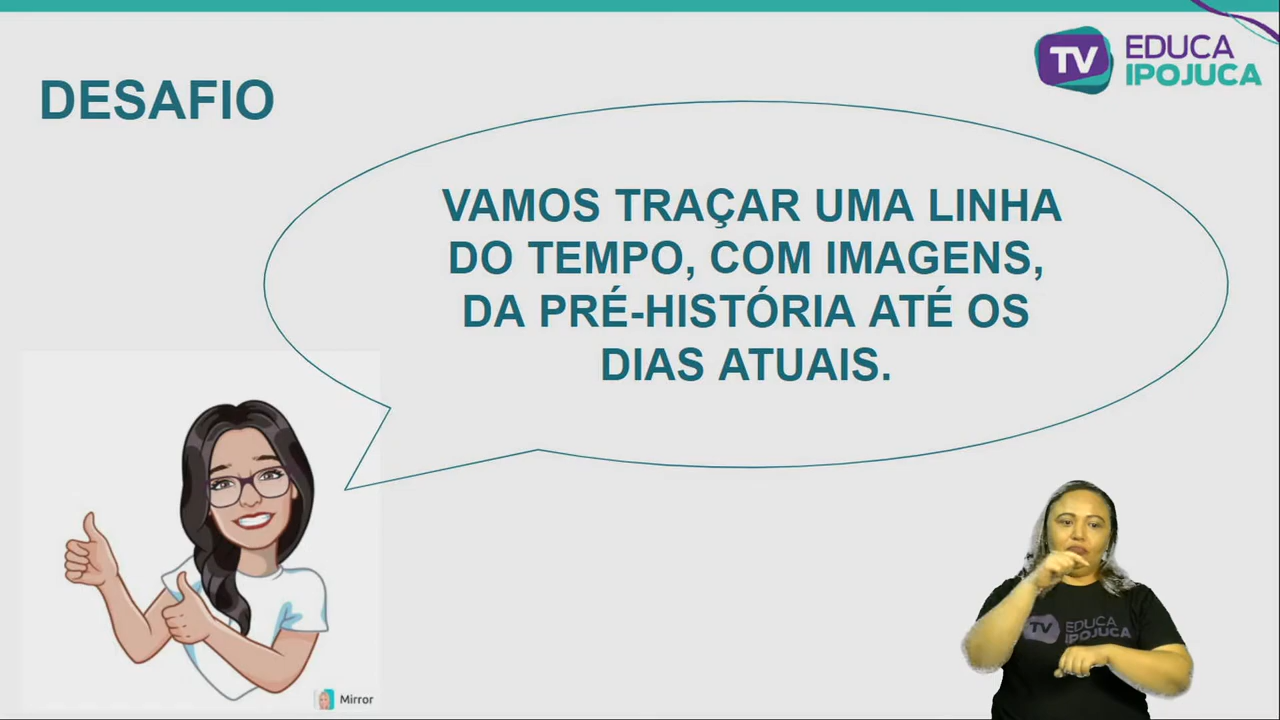 TV EDUCA
IPOJUCA
DESAFIO
VAMOS TRAÇAR UMA LINHA
DO TEMPO, COM IMAGENS,
DA PRÉ-HISTÓRIA ATÉ OS
DIAS ATUAIS.
Mirror
TV EDUCA
IPOJUCA